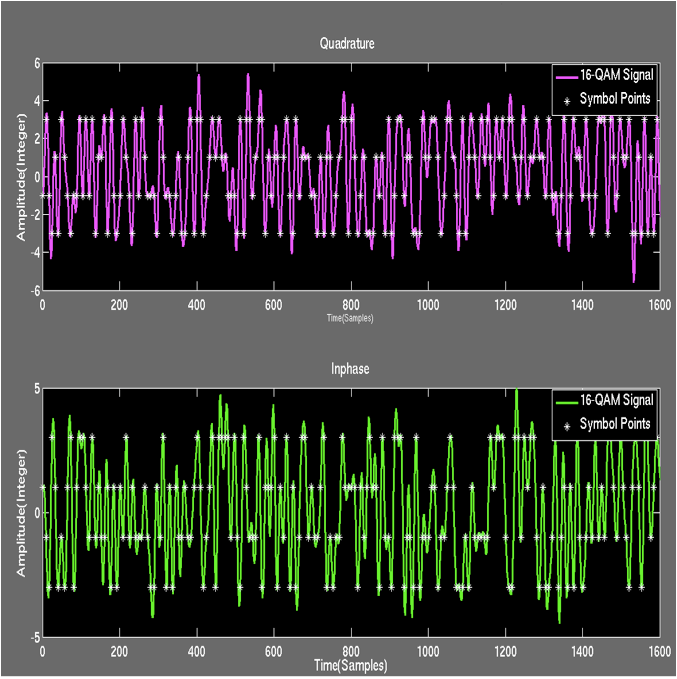 Quadrature
6
4
2
0
-2
-4
-6
Amplitude(Integer)
16-QAM Signal
Symbol Points
0 200 400 600 800 1000 1200 1400 1600
Time(Samples)
Inphase
5
0
-5
Amplitude(Integer)
16-QAM Signal
Symbol Points
0 200 400 600 800 1000 1200 1400 1600
Time(Samples)